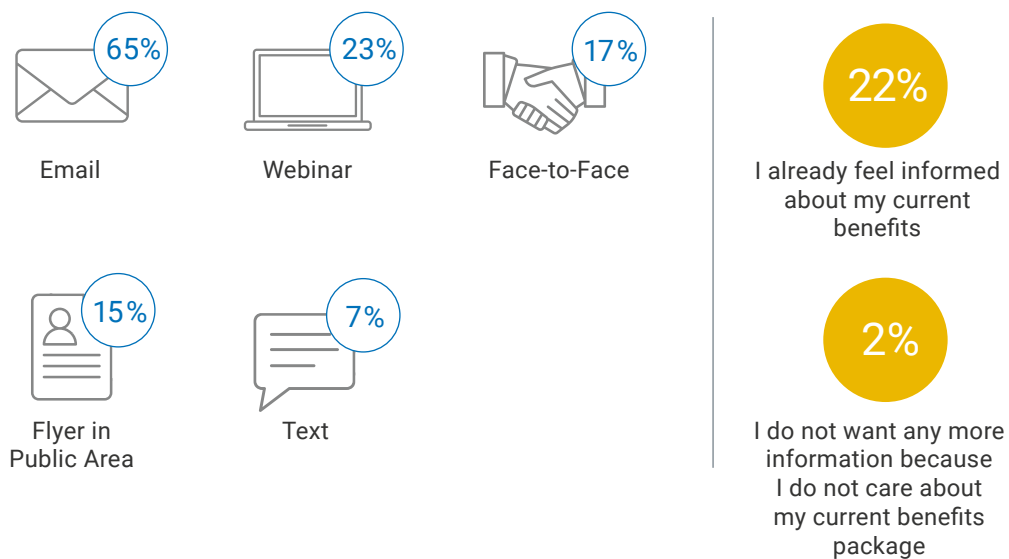 65%
Email
23%
Webinar
17%
Face-to-Face
15%
Flyer in
Public Area
7%
Text
22%
I already feel informed
about my current
benefits
2%
I do not want any more
information because
I do not care about
my current benefits
package